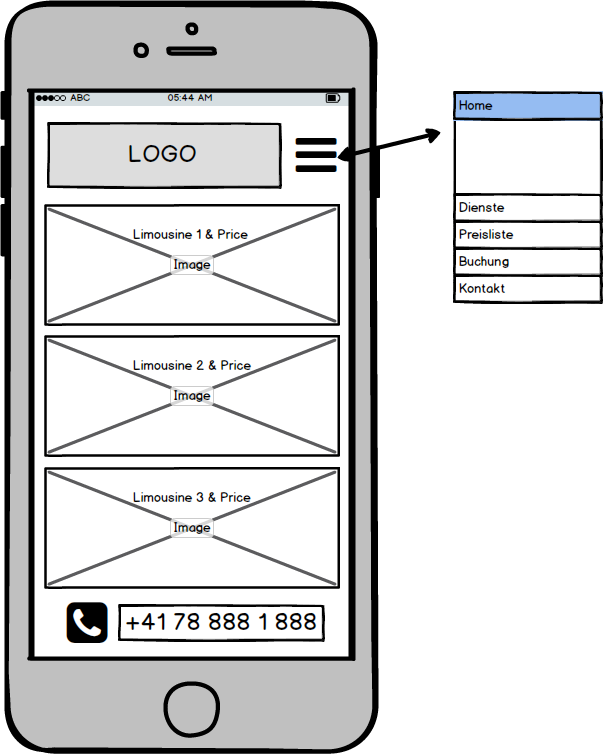 ABC 05:44 AM
LOGO
Limousine 1 & Price
Image
Limousine 2 & Price
Image
Limousine 3 & Price
Image
+41 78 888 1 888
Home
Dienste
Preisliste
Buchung
Kontakt